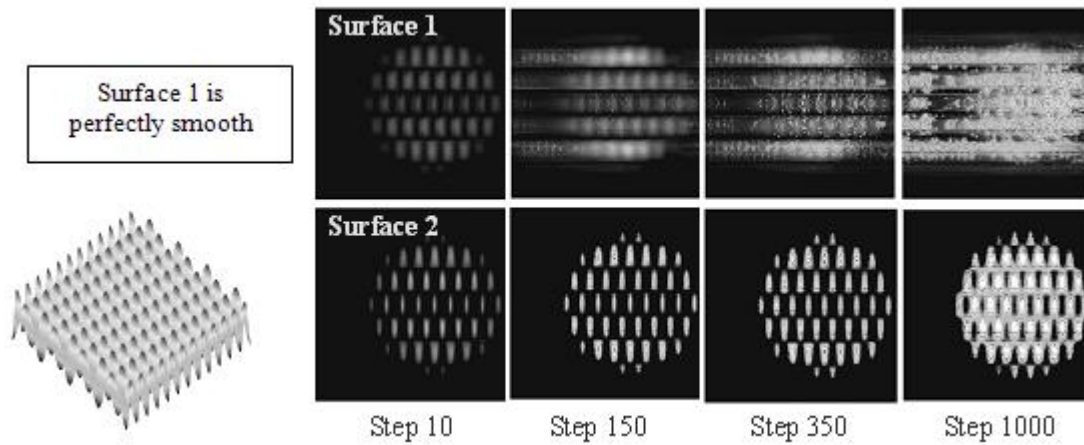 Surface 1
Surface 1 is
perfectly smooth
Surface 2
Step 10
Step 150
Step 350
Step 1000